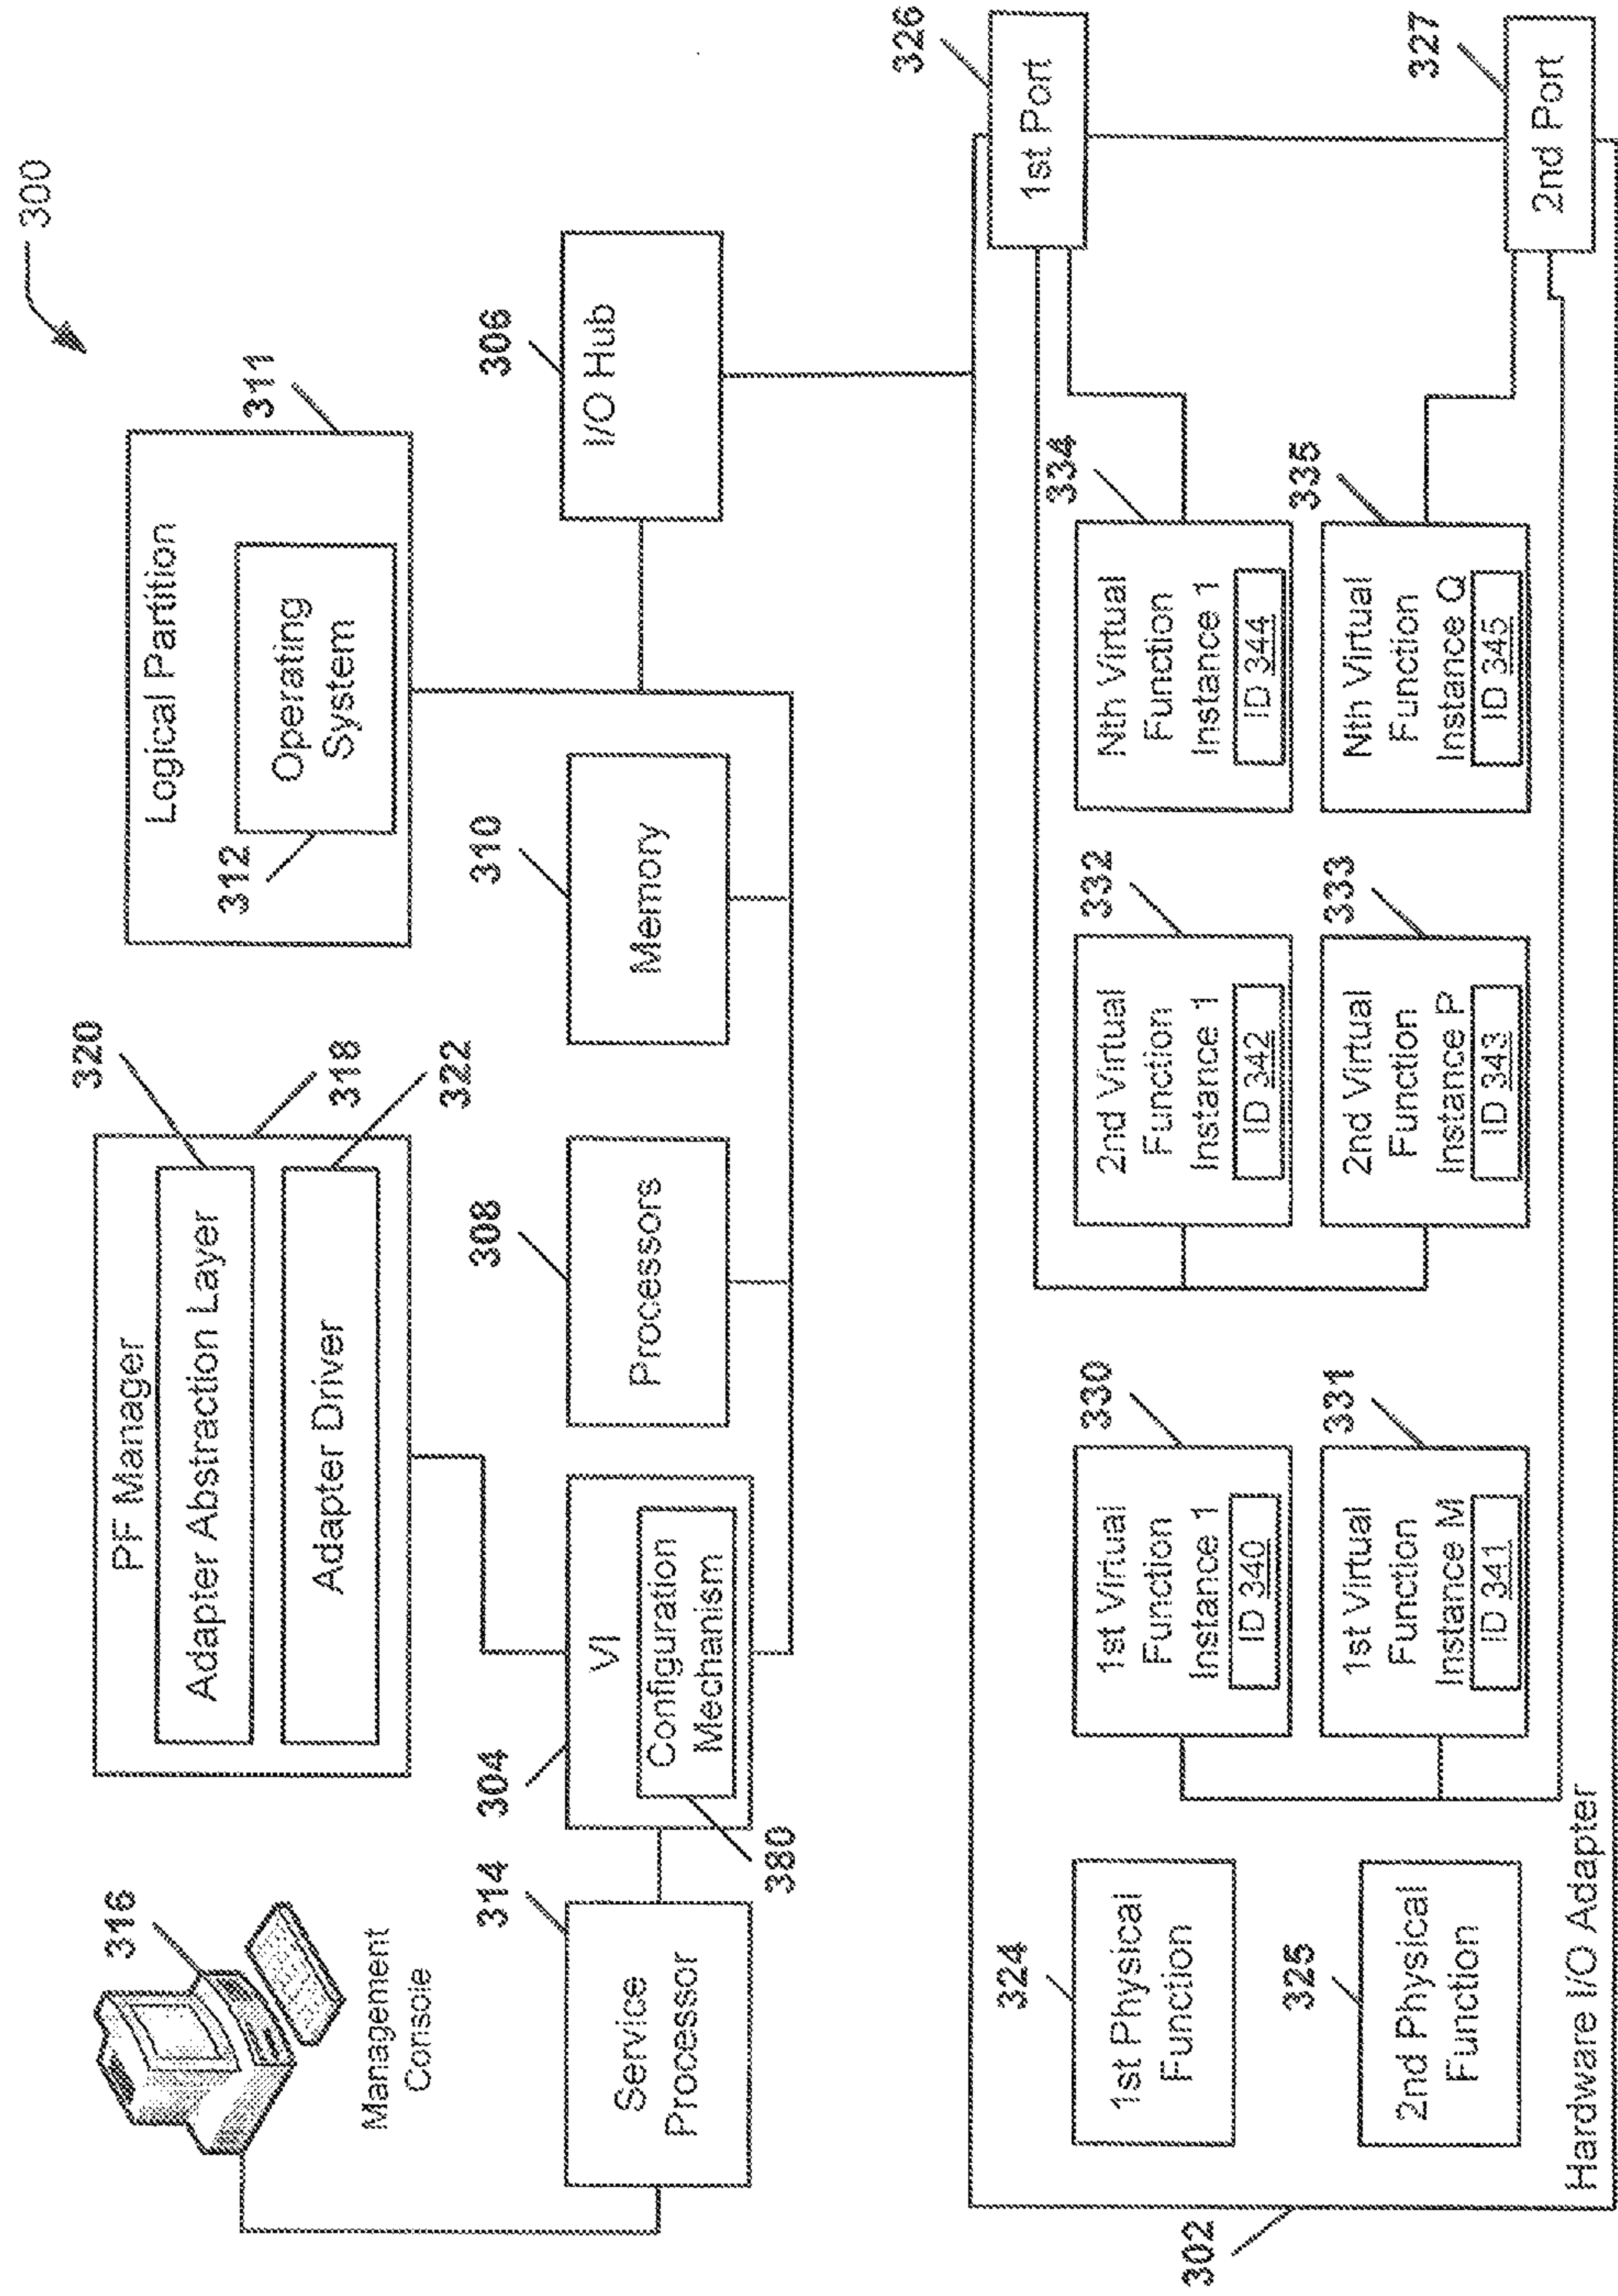 300
316
Management
Console
320
318
322
PF Manager
Adapter Abstraction Layer
Adapter Driver
Logical Partition
311
Operating
System
312
314
Service
Processor
304
VI
Configuration
Mechanism
380
308
Processors
310
Memory
306
I/O Hub
302
Hardware I/O Adapter
324
1st Physical
Function
325
2nd Physical
Function
330
1st Virtual
Function
Instance 1
ID 340
331
1st Virtual
Function
Instance M
ID 341
332
2nd Virtual
Function
Instance 1
ID 342
333
2nd Virtual
Function
Instance P
ID 343
334
Nth Virtual
Function
Instance 1
ID 344
335
Nth Virtual
Function
Instance Q
ID 345
326
1st Port
327
2nd Port